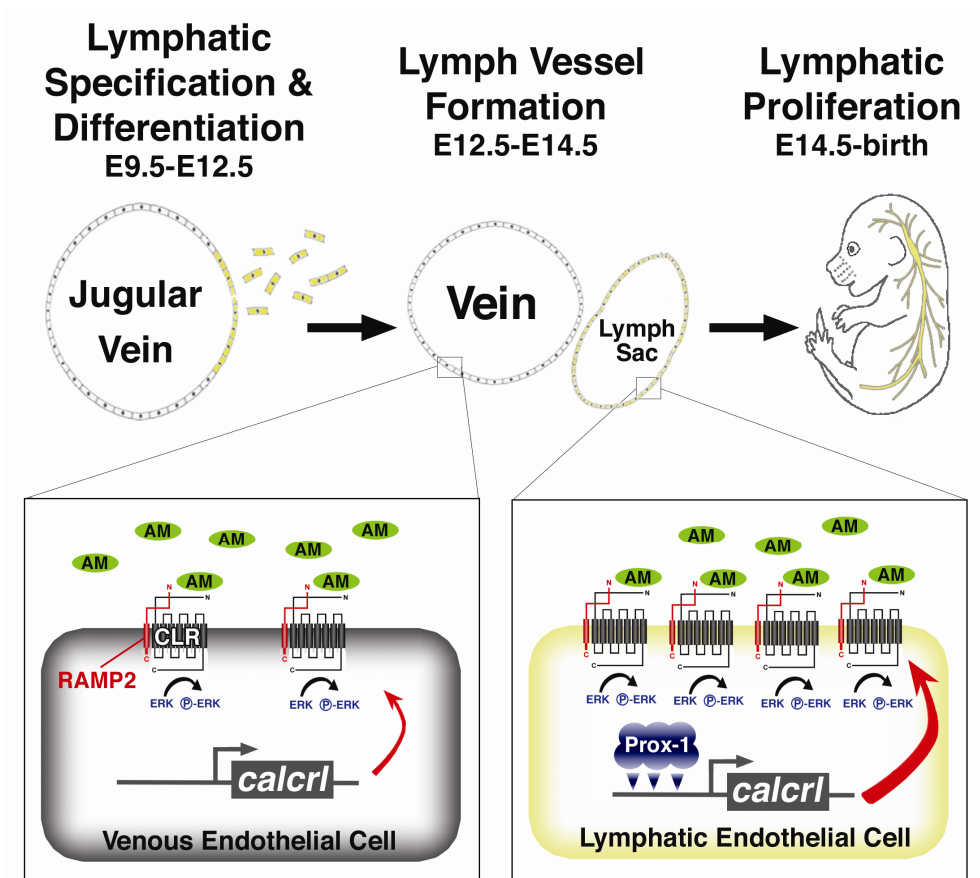 Lymphatic
Specification &
Differentiation
E9.5-E12.5
Lymph Vessel
Formation
E12.5-E14.5
Lymphatic
Proliferation
E14.5-birth
Jugular
Vein
Vein
Lymph
Sac
AM
AM
AM
AM
AM
AM
AM
N
N
CLR
C
C
RAMP2
ERK P-ERK
calcrl
Venous Endothelial Cell
N
N
C
ERK P-ERK
AM
AM
AM
AM
AM
AM
AM
N
N
C
C
ERK P-ERK
N
N
C
ERK P-ERK
N
N
C
ERK P-ERK
N
N
C
ERK P-ERK
Prox-1
calcrl
Lymphatic Endothelial Cell